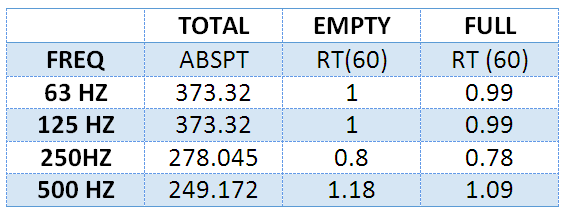 TOTAL EMPTY FULL
FREQ ABSPT RT(60) RT (60)
63 HZ 373.32 1 0.99
125 HZ 373.32 1 0.99
250HZ 278.045 0.8 0.78
500 HZ 249.172 1.18 1.09